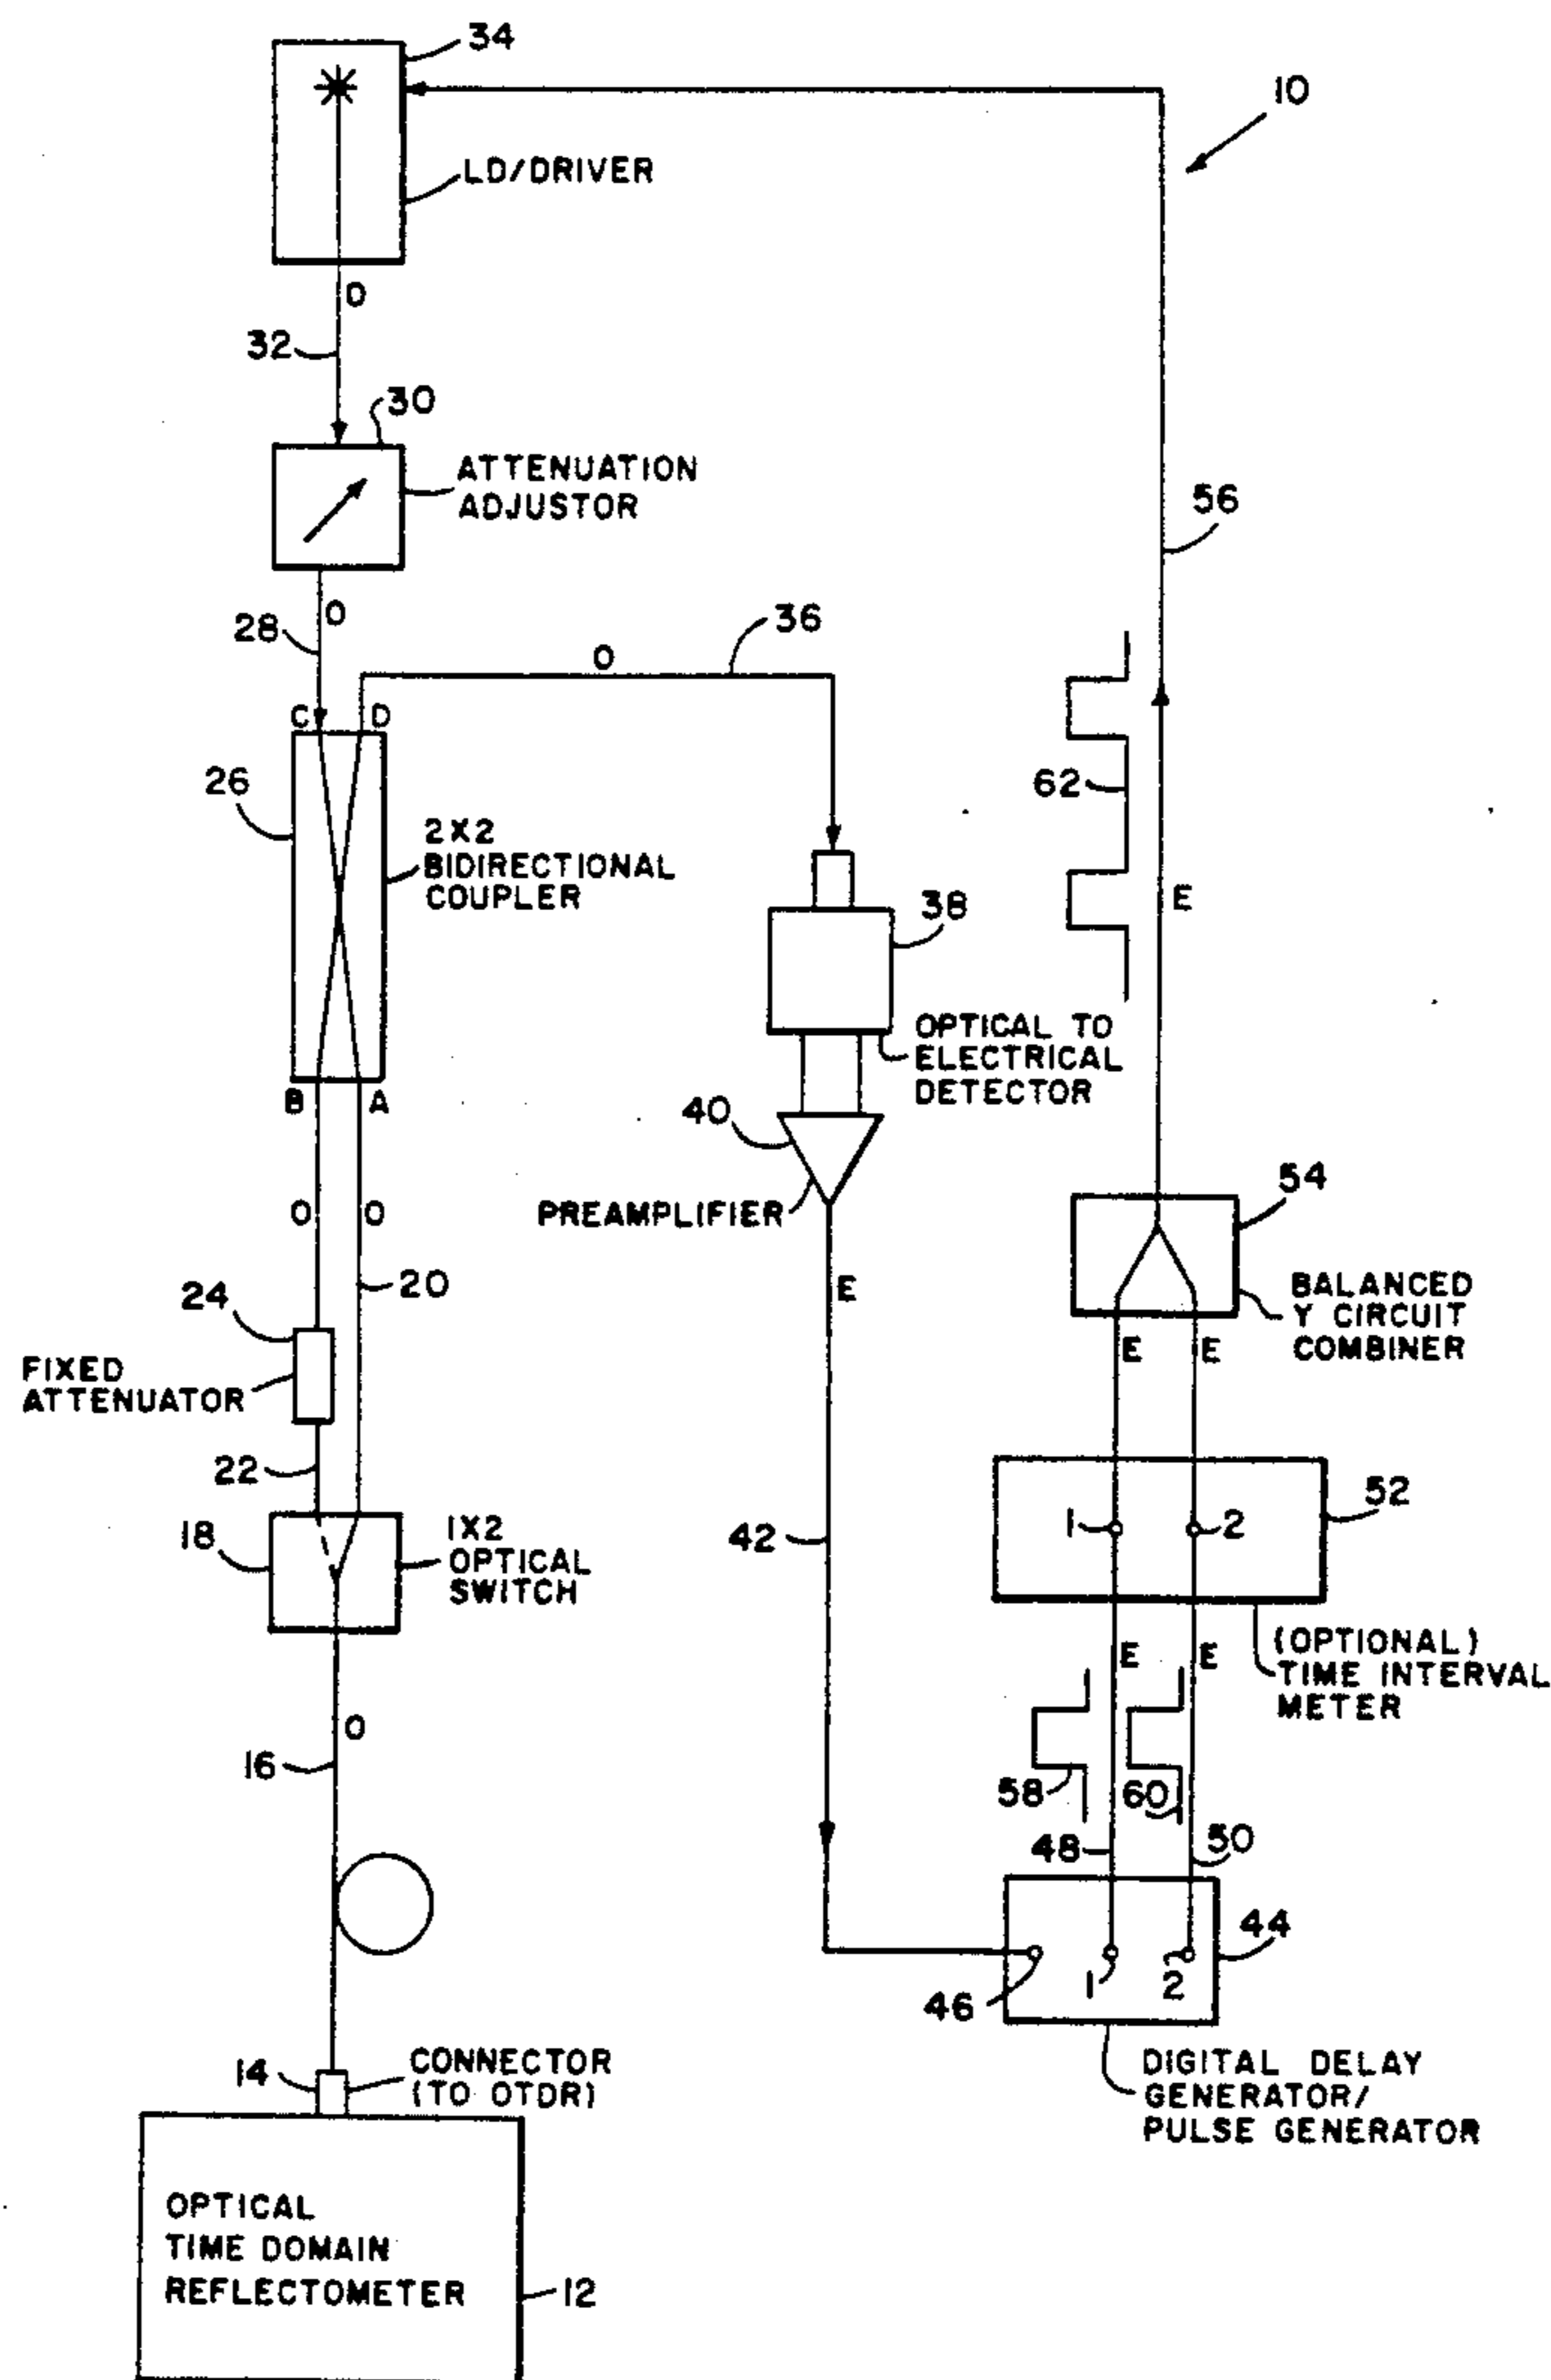 34
10
LD/DRIVER
O
32
30
ATTENUATION
ADJUSTOR
56
O
28
36
O
C D
26
62
2X2
BIDIRECTIONAL
COUPLER
E
38
OPTICAL TO
ELECTRICAL
DETECTOR
B A
40
54
O O
PREAMPLIFIER
E
20
24
BALANCED
Y CIRCUIT
COMBINER
E E
FIXED
ATTENUATOR
22
52
1 2
18
1X2
OPTICAL
SWITCH
42
(OPTIONAL)
TIME INTERVAL
METER
E E
O
16
58 60
48 50
44
46
1 2
14
CONNECTOR
(TO OTDR)
DIGITAL DELAY
GENERATOR/
PULSE GENERATOR
OPTICAL
TIME DOMAIN
REFLECTOMETER
12